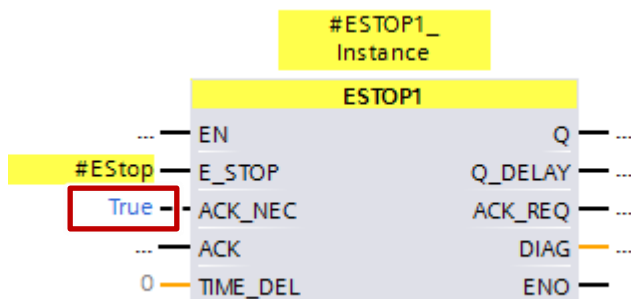 #ESTOP1_
Instance
ESTOP1
... EN Q ...
#EStop E_STOP Q_DELAY ...
True ACK_NEC ACK_REQ ...
... ACK DIAG ...
0 TIME_DEL ENO